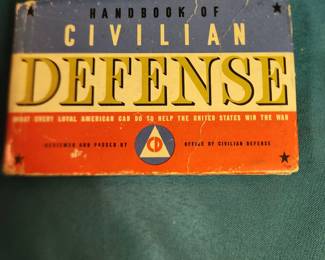 HANDBOOK OF
CIVILIAN
DEFENSE
WHAT EVERY LOYAL AMERICAN CAN DO TO HELP THE UNITED STATES WIN THE WAR
REVIEWED AND PASSED BY CD OFFICE OF CIVILIAN DEFENSE